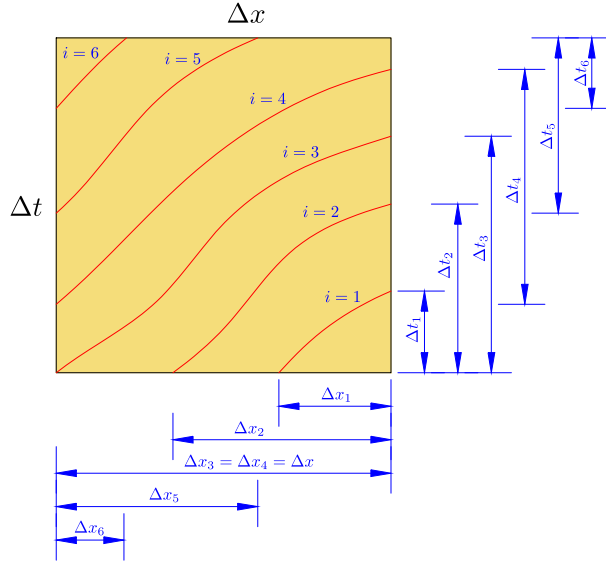 Δx
i = 6
i = 5
i = 4
i = 3
i = 2
i = 1
Δt
Δt₆
Δt₅
Δt₄
Δt₃
Δt₂
Δt₁
Δx₁
Δx₂
Δx₃ = Δx₄ = Δx
Δx₅
Δx₆